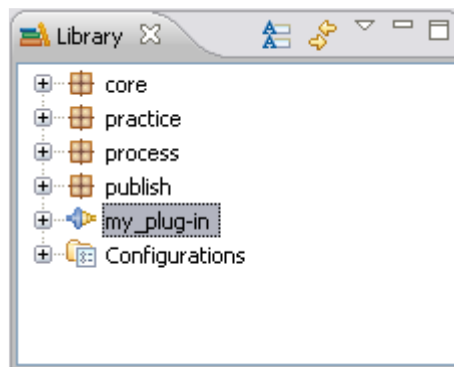 Library
core
practice
process
publish
my_plug-in
Configurations